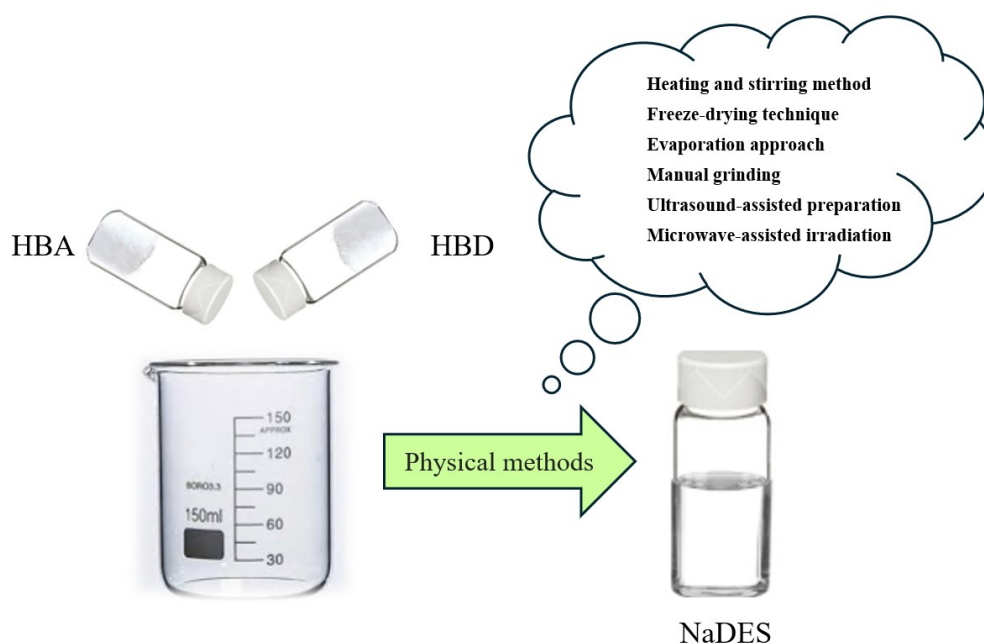 Heating and stirring method
Freeze-drying technique
Evaporation approach
Manual grinding
Ultrasound-assisted preparation
Microwave-assisted irradiation
HBA
HBD
150
APPROX
120
90
60
30
BORO3.3
150ml
Physical methods
NaDES